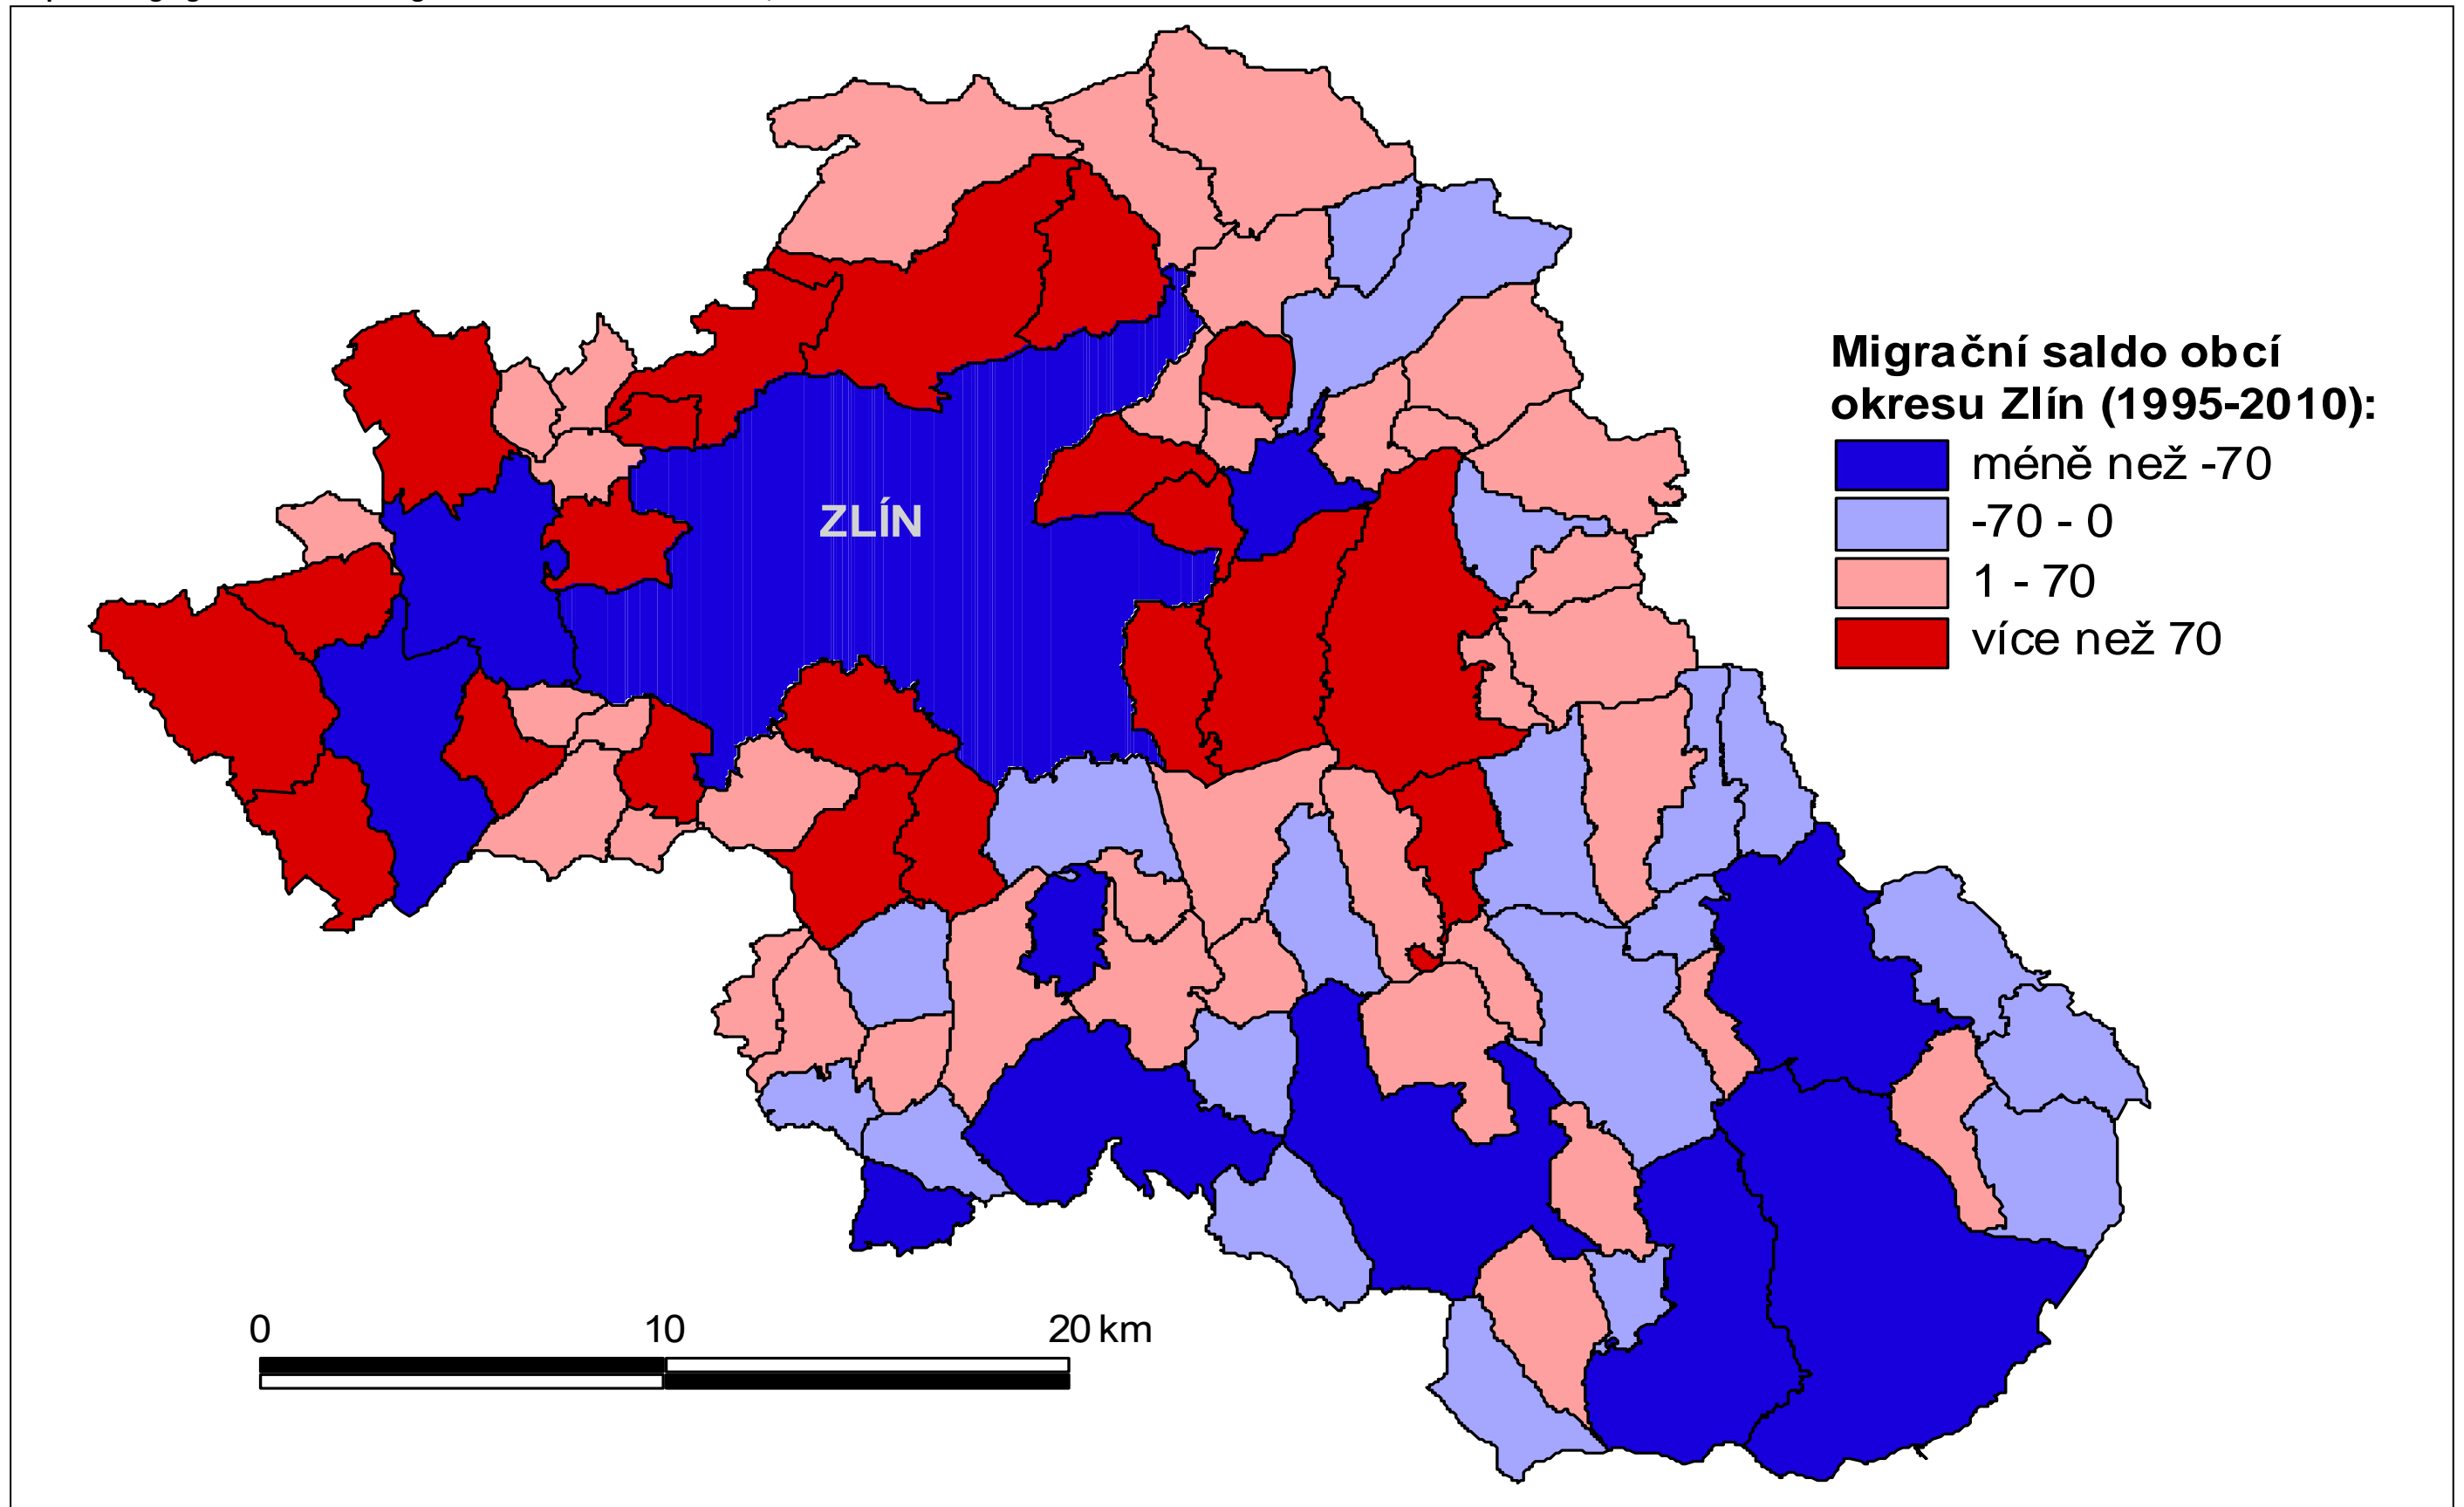 ZLÍN
Migrační saldo obcí
okresu Zlín (1995-2010):
méně než -70
-70 - 0
1 - 70
více než 70
0 10 20 km